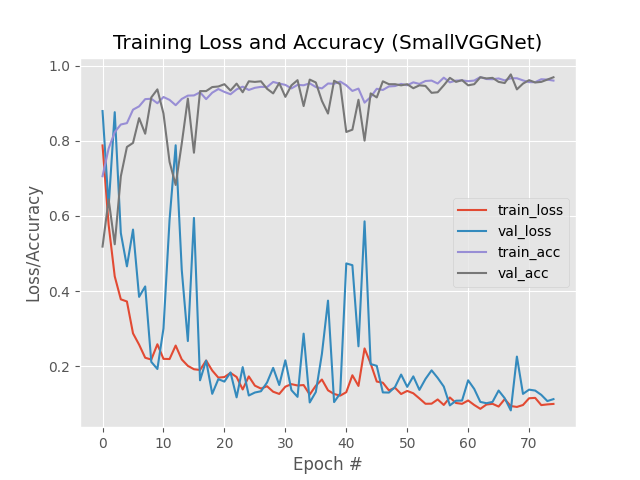 Training Loss and Accuracy (SmallVGGNet)
1.0
0.8
0.6
0.4
0.2
Loss/Accuracy
train_loss
val_loss
train_acc
val_acc
0 10 20 30 40 50 60 70
Epoch #